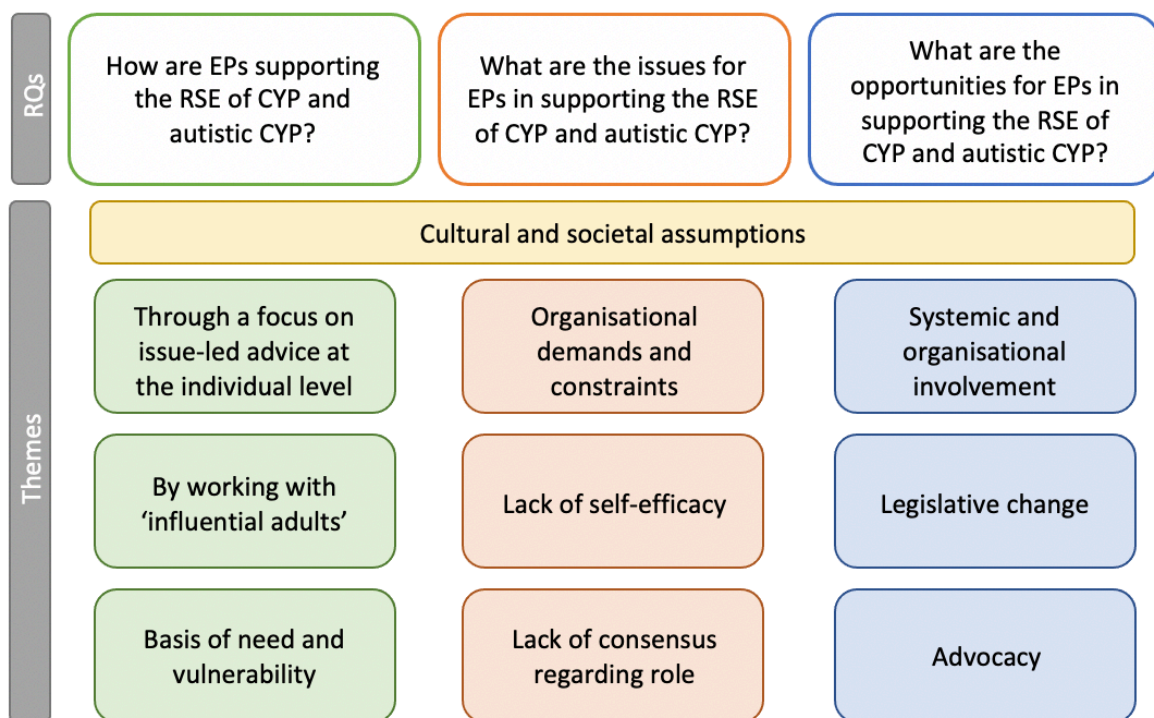 RQs
How are EPs supporting
the RSE of CYP and
autistic CYP?
What are the issues for
EPs in supporting the RSE
of CYP and autistic CYP?
What are the
opportunities for EPs in
supporting the RSE of
CYP and autistic CYP?
Themes
Cultural and societal assumptions
Through a focus on
issue-led advice at
the individual level
Organisational
demands and
constraints
Systemic and
organisational
involvement
By working with
‘influential adults’
Lack of self-efficacy
Legislative change
Basis of need and
vulnerability
Lack of consensus
regarding role
Advocacy